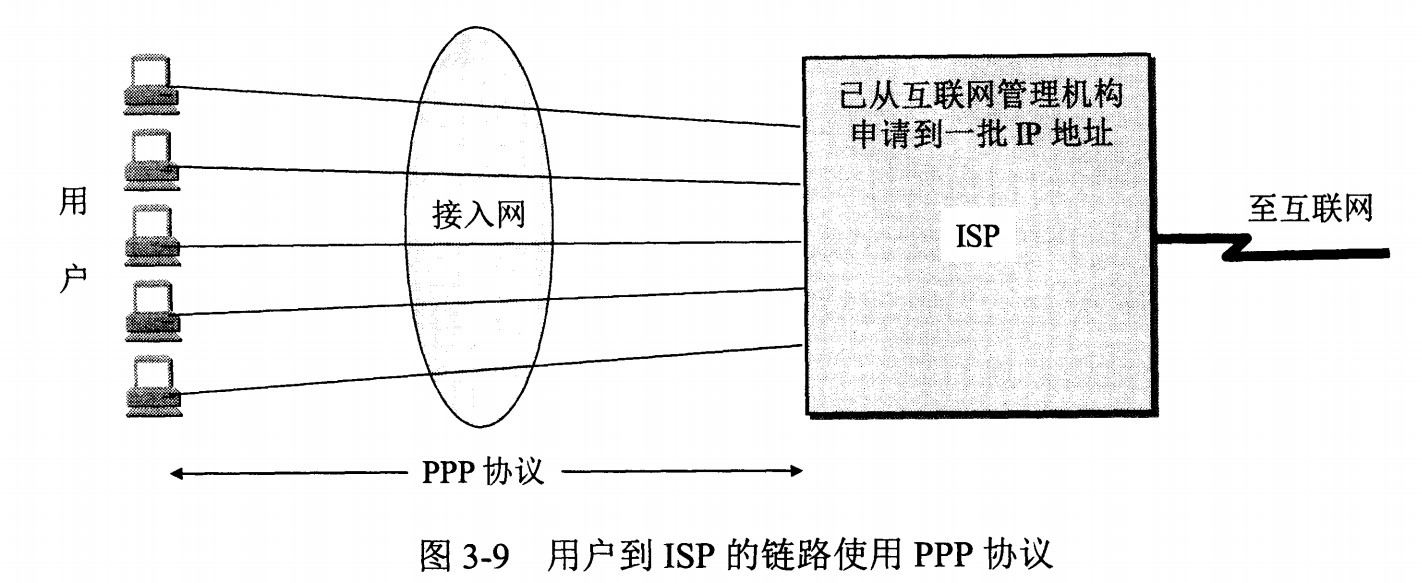 已从互联网管理机构
申请到一批 IP 地址
用
户
接入网
ISP
至互联网
PPP 协议
图 3-9 用户到 ISP 的链路使用 PPP 协议